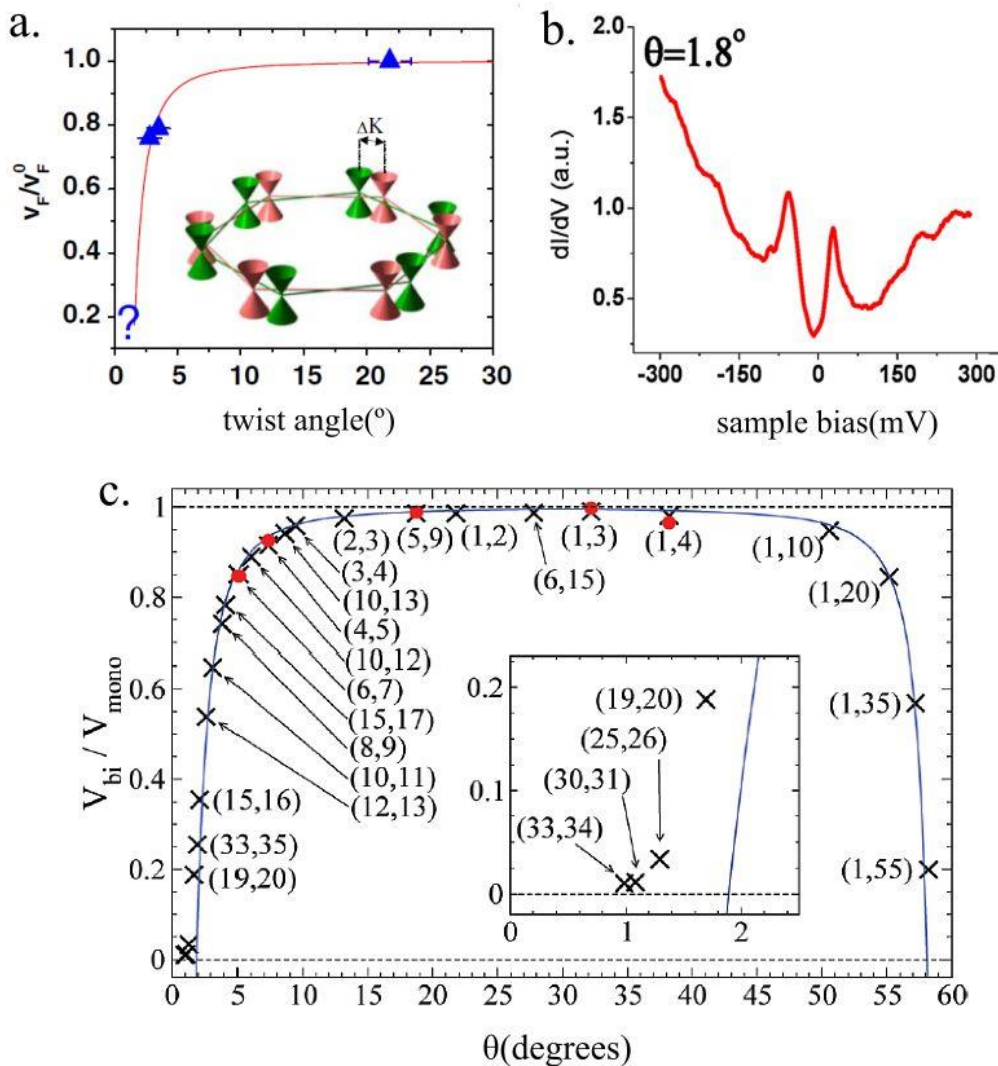 a.
1.0
0.8
0.6
0.4
0.2
v_F/v_F^0
ΔK
?
0 5 10 15 20 25 30
twist angle(º)
b.
θ=1.8°
2.0
1.5
1.0
0.5
dI/dV (a.u.)
-300 -150 0 150 300
sample bias(mV)
c.
1
0.8
0.6
0.4
0.2
0
V_bi / V_mono
(2,3) (5,9) (1,2) (1,3) (1,4) (1,10)
(6,15)
(1,20)
(3,4)
(10,13)
(4,5)
(10,12)
(6,7)
(15,17)
(8,9)
(10,11)
(12,13)
(15,16)
(33,35)
(19,20)
(1,35)
(1,55)
0.2
0.1
0
(19,20)
(25,26)
(30,31)
(33,34)
0 1 2
0 5 10 15 20 25 30 35 40 45 50 55 60
θ(degrees)